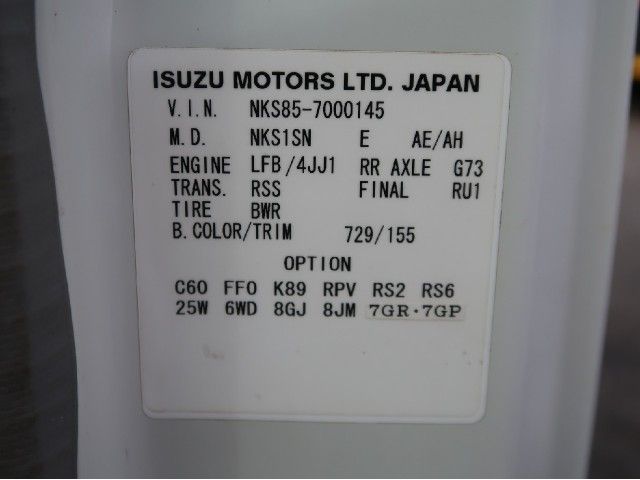 ISUZU MOTORS LTD. JAPAN
V.I.N. NKS85-7000145
M.D. NKS1SN E AE/AH
ENGINE LFB/4JJ1 RR AXLE G73
TRANS. RSS FINAL RU1
TIRE BWR
B.COLOR/TRIM 729/155
OPTION
C60 FF0 K89 RPV RS2 RS6
25W 6WD 8GJ 8JM 7GR·7GP